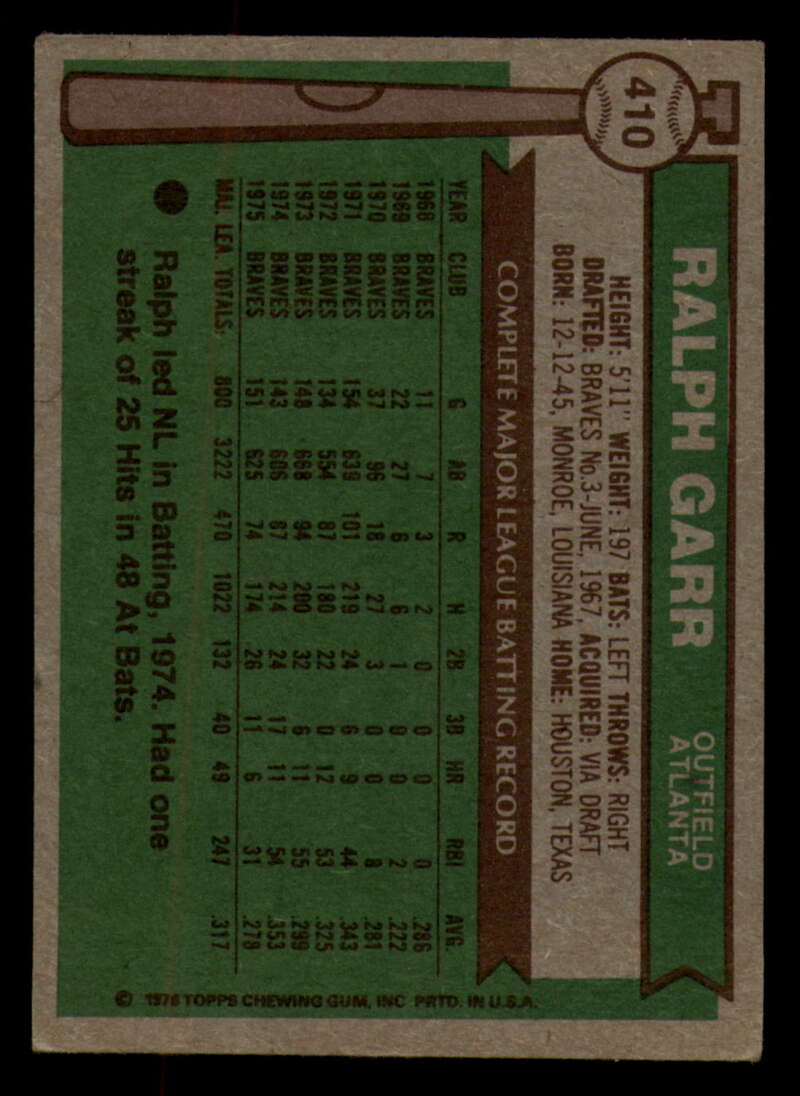 410
RALPH GARR
OUTFIELD
ATLANTA
HEIGHT: 5'11" WEIGHT: 197 BATS: LEFT THROWS: RIGHT
DRAFTED: BRAVES No.3-JUNE, 1967, ACQUIRED: VIA DRAFT
BORN: 12-12-45, MONROE, LOUISIANA HOME: HOUSTON, TEXAS
COMPLETE MAJOR LEAGUE BATTING RECORD
YEAR CLUB G AB R H 2B 3B HR RBI AVG.
1968 BRAVES 11 7 3 2 0 0 0 0 .286
1969 BRAVES 22 27 6 6 1 0 0 2 .222
1970 BRAVES 37 96 18 27 3 0 0 8 .281
1971 BRAVES 154 639 101 219 24 6 9 44 .343
1972 BRAVES 134 554 87 180 22 0 12 53 .325
1973 BRAVES 148 668 94 200 32 6 11 55 .299
1974 BRAVES 143 606 87 214 24 17 11 54 .353
1975 BRAVES 151 625 74 174 26 11 6 31 .278
MAJ. LEA. TOTALS: 800 3222 470 1022 132 40 49 247 .317
Ralph led NL in Batting, 1974. Had one
streak of 25 Hits in 48 At Bats.
© 1976 TOPPS CHEWING GUM, INC PRTD. IN U.S.A.